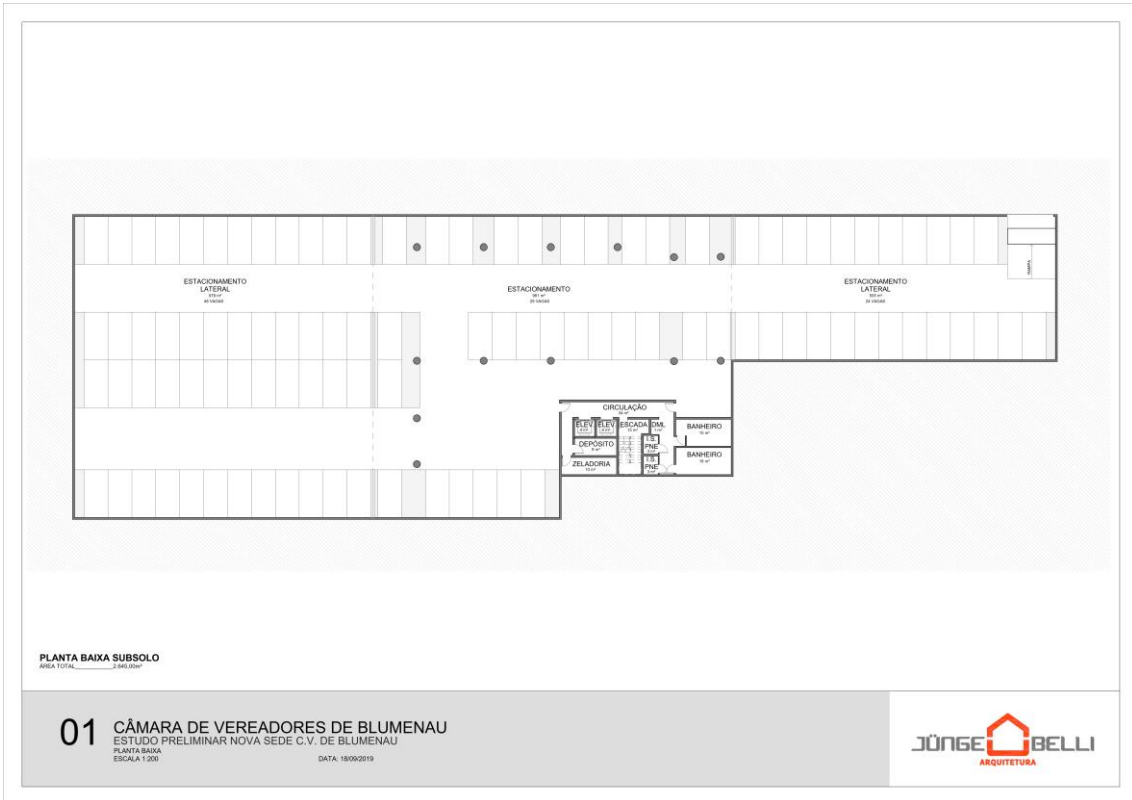 ESTACIONAMENTO
LATERAL
ESTACIONAMENTO
ESTACIONAMENTO
LATERAL
RAMPA
CIRCULAÇÃO
ELEV.
ELEV.
ESCADA
DML
BANHEIRO
DEPÓSITO
I.S.
PNE
ZELADORIA
I.S.
PNE
BANHEIRO
PLANTA BAIXA SUBSOLO
ÁREA TOTAL
01
CÂMARA DE VEREADORES DE BLUMENAU
ESTUDO PRELIMINAR NOVA SEDE C.V. DE BLUMENAU
PLANTA BAIXA
ESCALA 1:200 DATA: 18/09/2019
JÜNGE BELLI
ARQUITETURA